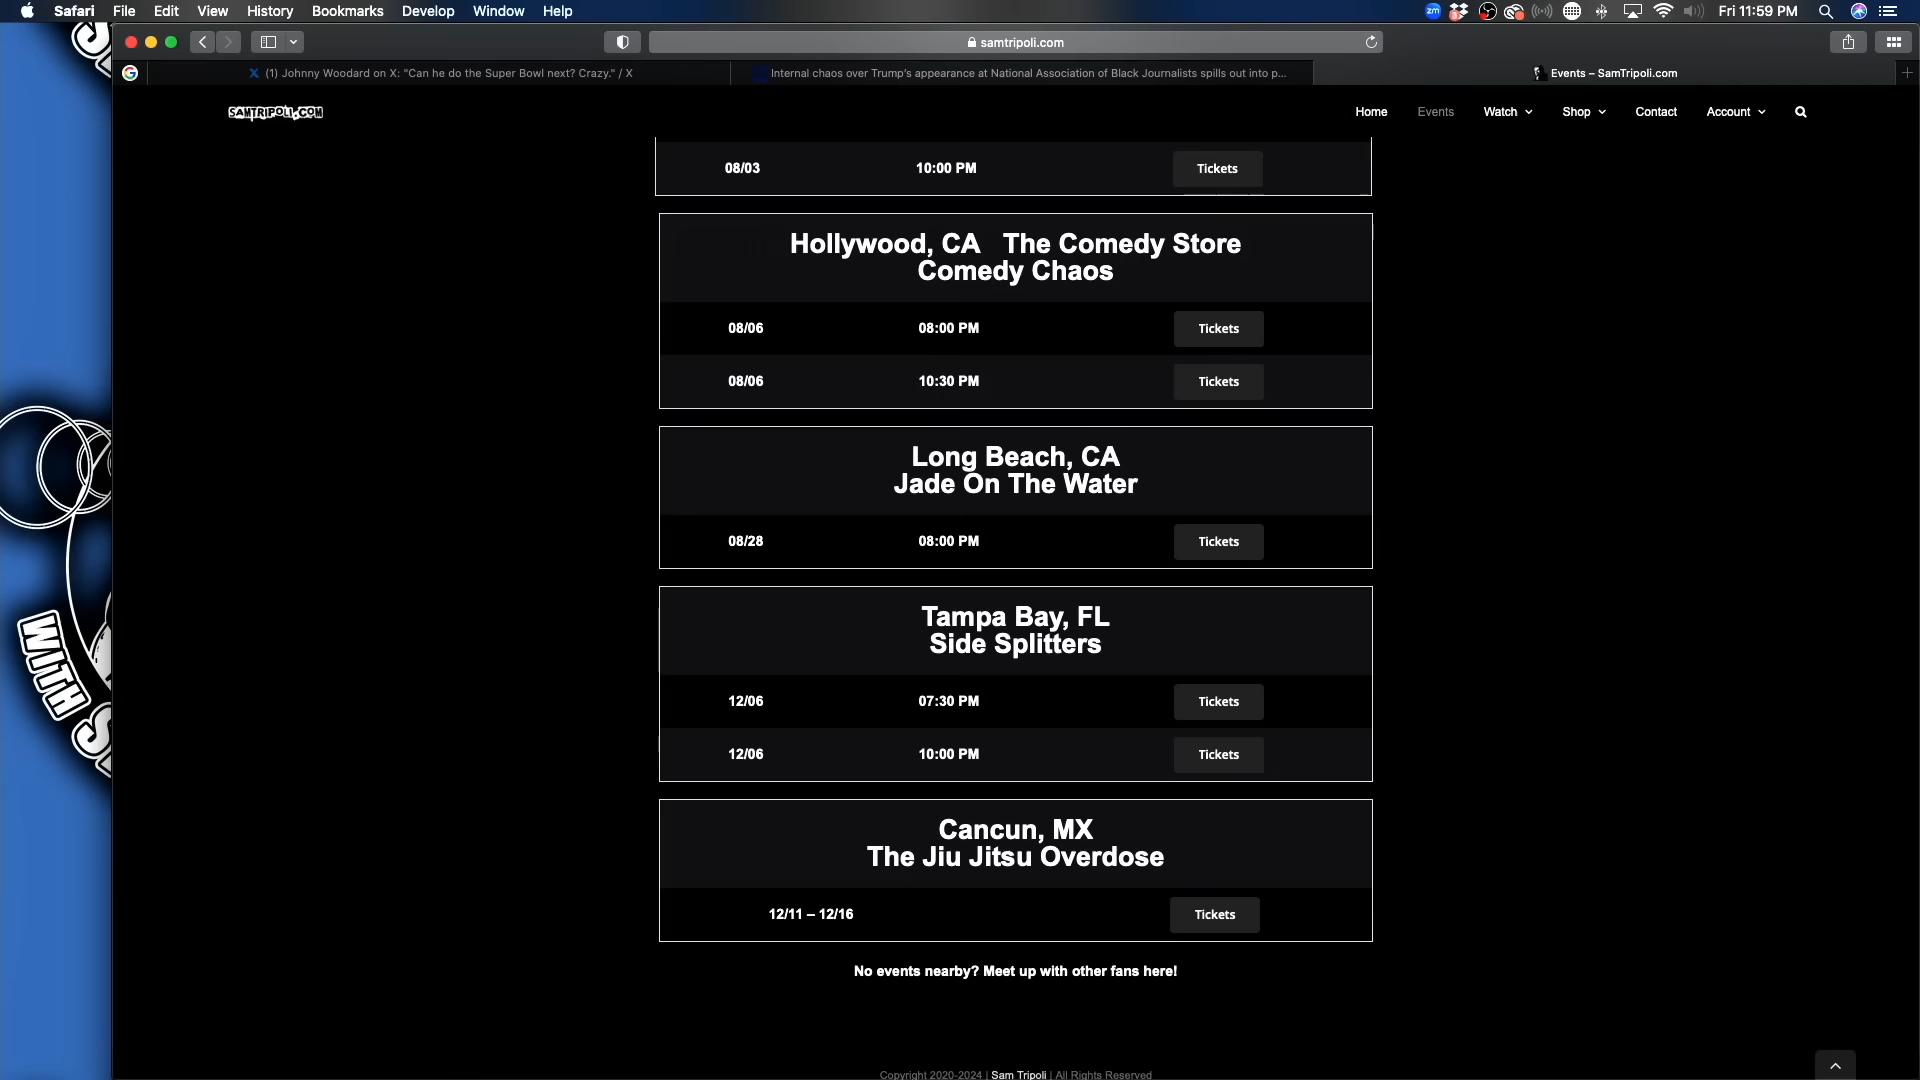 Safari File Edit View History Bookmarks Develop Window Help
zm 3 Fri 11:59 PM
samtripoli.com
G (1) Johnny Woodard on X: "Can he do the Super Bowl next? Crazy." / X
Internal chaos over Trump's appearance at National Association of Black Journalists spills out into p...
Events – SamTripoli.com
SAMTRIPOLI.COM
Home Events Watch Shop Contact Account
08/03 10:00 PM Tickets
Hollywood, CA The Comedy Store
Comedy Chaos
08/06 08:00 PM Tickets
08/06 10:30 PM Tickets
Long Beach, CA
Jade On The Water
08/28 08:00 PM Tickets
Tampa Bay, FL
Side Splitters
12/06 07:30 PM Tickets
12/06 10:00 PM Tickets
Cancun, MX
The Jiu Jitsu Overdose
12/11 – 12/16 Tickets
No events nearby? Meet up with other fans here!
Copyright 2020-2024 | Sam Tripoli | All Rights Reserved
WITH